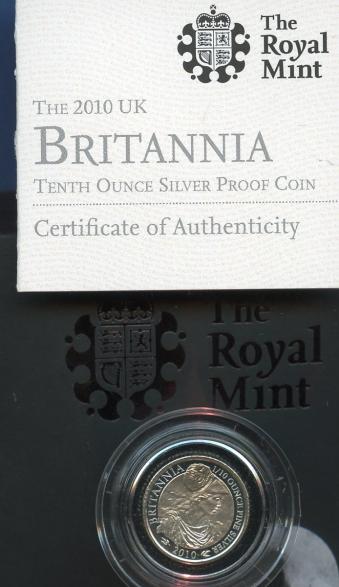 The
Royal
Mint
THE 2010 UK
BRITANNIA
TENTH OUNCE SILVER PROOF COIN
Certificate of Authenticity
The
Royal
Mint
BRITANNIA 1/10 OUNCE FINE SILVER
2010